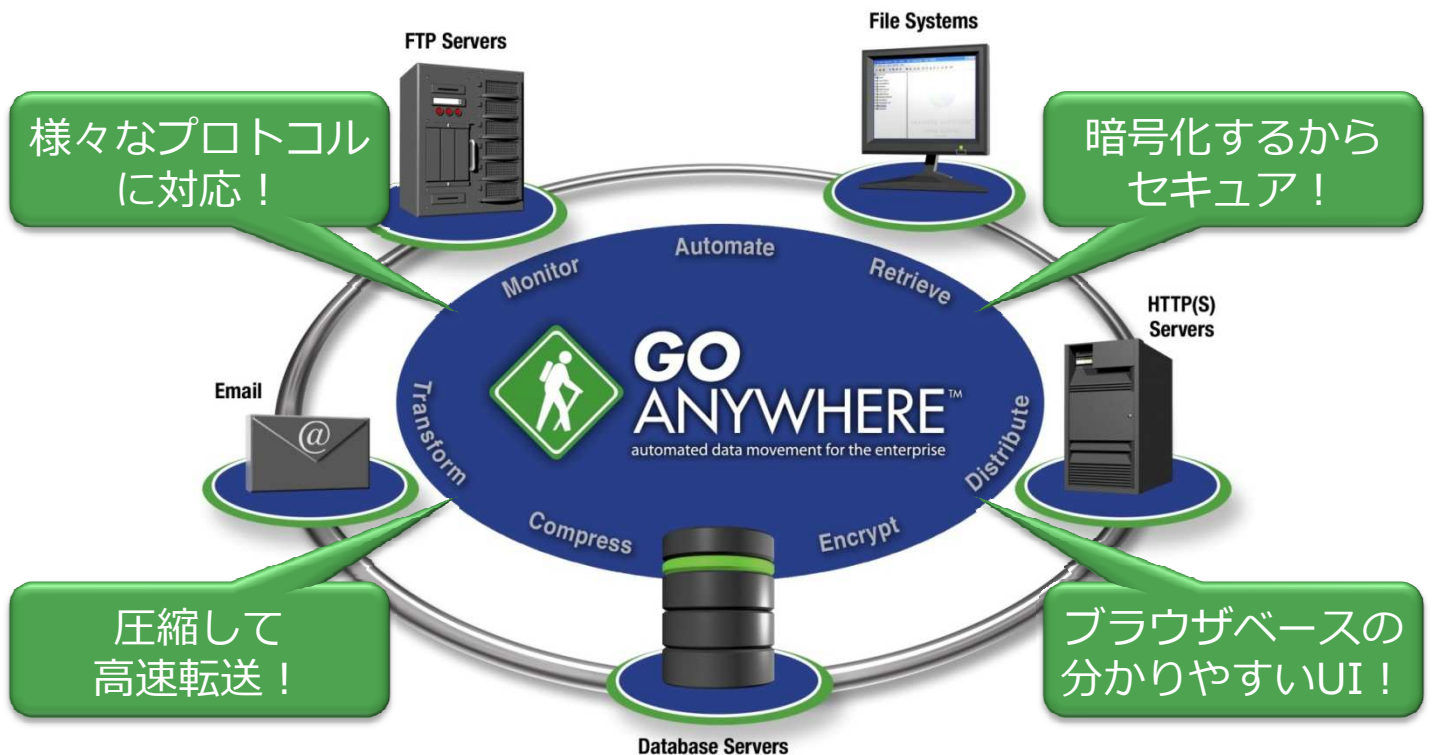 File Systems
FTP Servers
様々なプロトコル
に対応！
暗号化するから
セキュア！
Automate
Monitor
Retrieve
HTTP(S)
Servers
Email
@
GO
ANYWHERE™
automated data movement for the enterprise
Transform
Distribute
Compress
Encrypt
圧縮して
高速転送！
ブラウザベースの
分かりやすいUI！
Database Servers